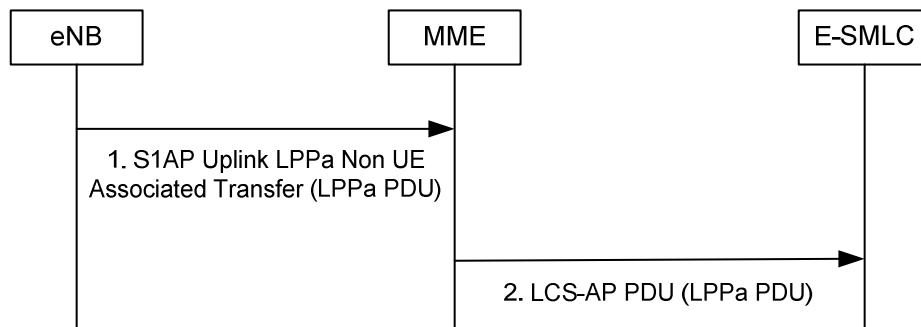 eNB
MME
E-SMLC
1. S1AP Uplink LPPa Non UE
Associated Transfer (LPPa PDU)
2. LCS-AP PDU (LPPa PDU)